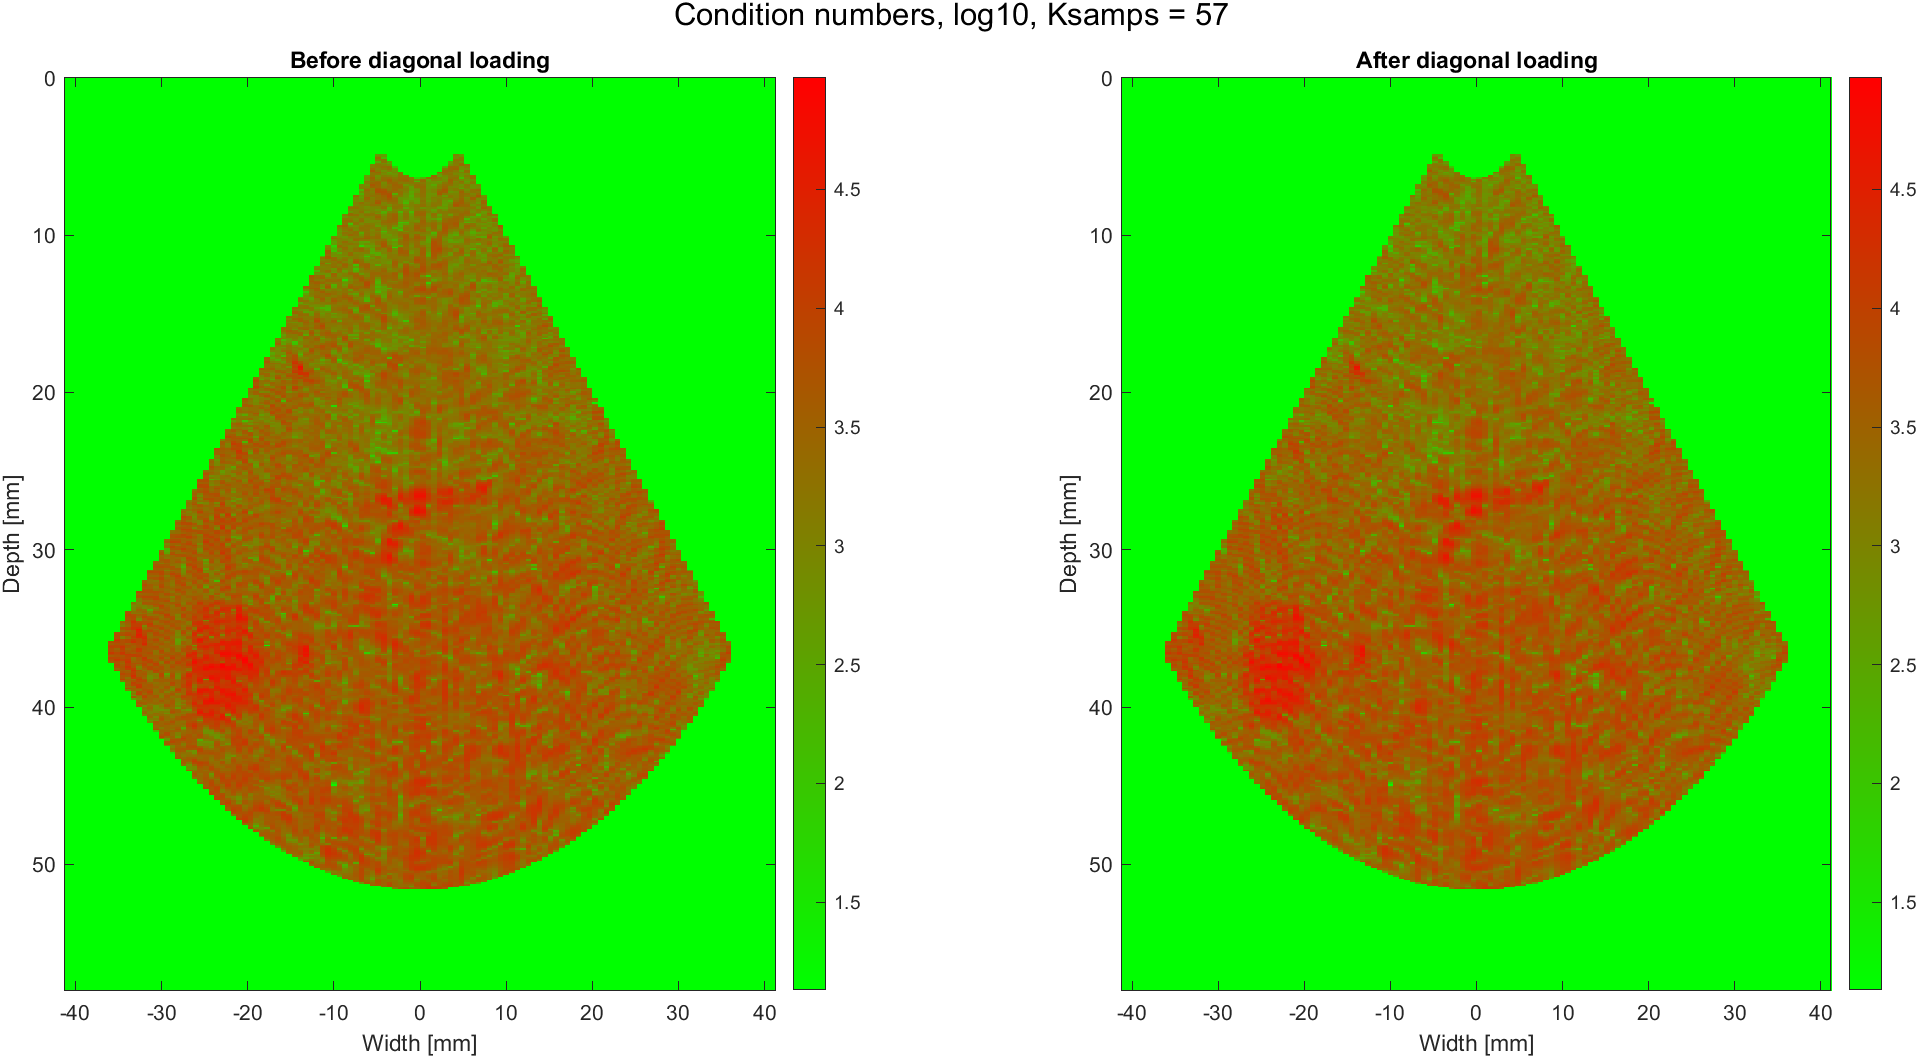 Condition numbers, log10, Ksamps = 57
Before diagonal loading
0
10
20
30
40
50
Depth [mm]
-40 -30 -20 -10 0 10 20 30 40
Width [mm]
4.5
4
3.5
3
2.5
2
1.5
After diagonal loading
0
10
20
30
40
50
Depth [mm]
-40 -30 -20 -10 0 10 20 30 40
Width [mm]
4.5
4
3.5
3
2.5
2
1.5